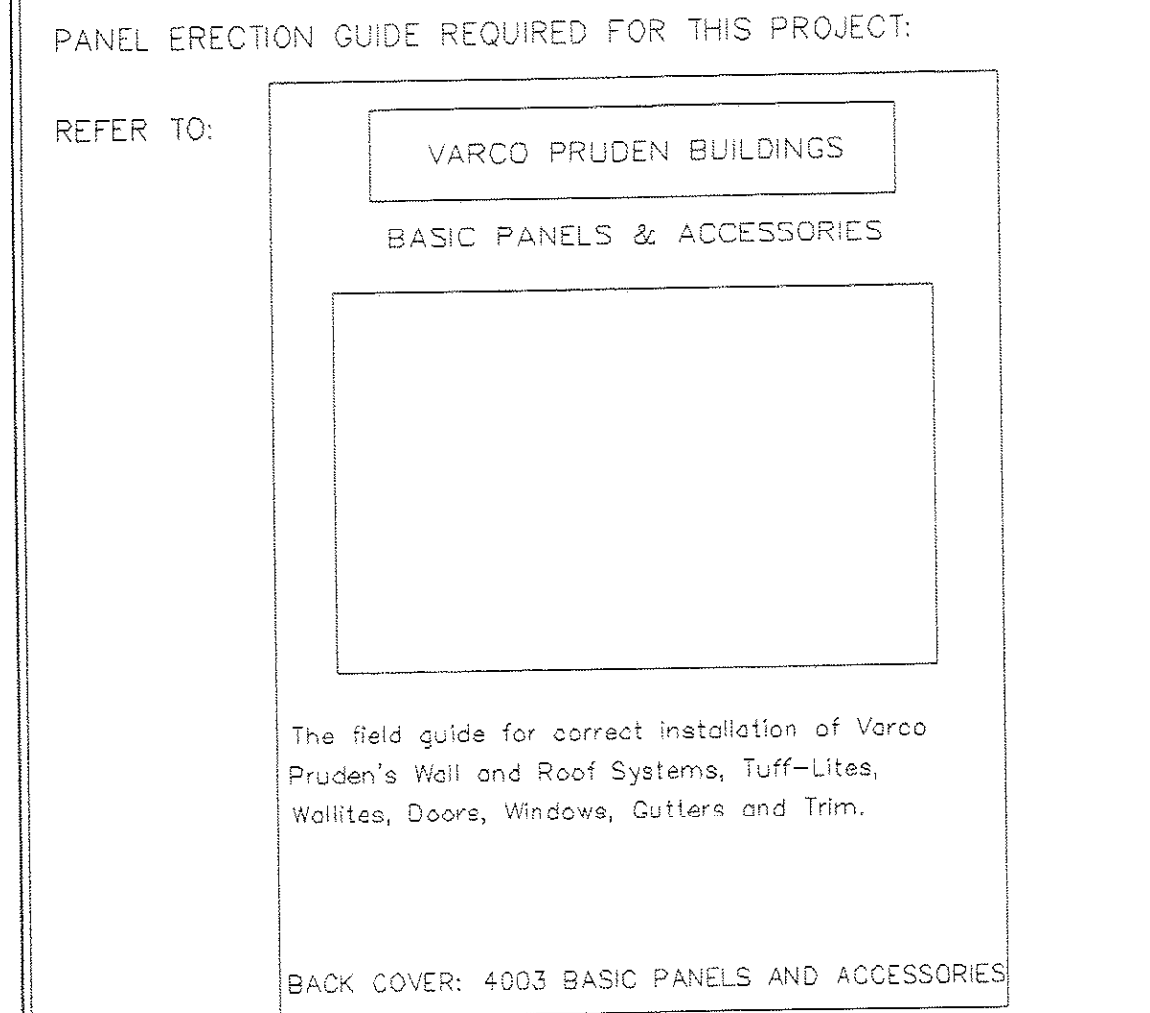 PANEL ERECTION GUIDE REQUIRED FOR THIS PROJECT:
REFER TO:
VARCO PRUDEN BUILDINGS
BASIC PANELS & ACCESSORIES
The field guide for correct installation of Varco
Pruden's Wall and Roof Systems, Tuff-Lites,
Wallites, Doors, Windows, Gutters and Trim.
BACK COVER: 4003 BASIC PANELS AND ACCESSORIES